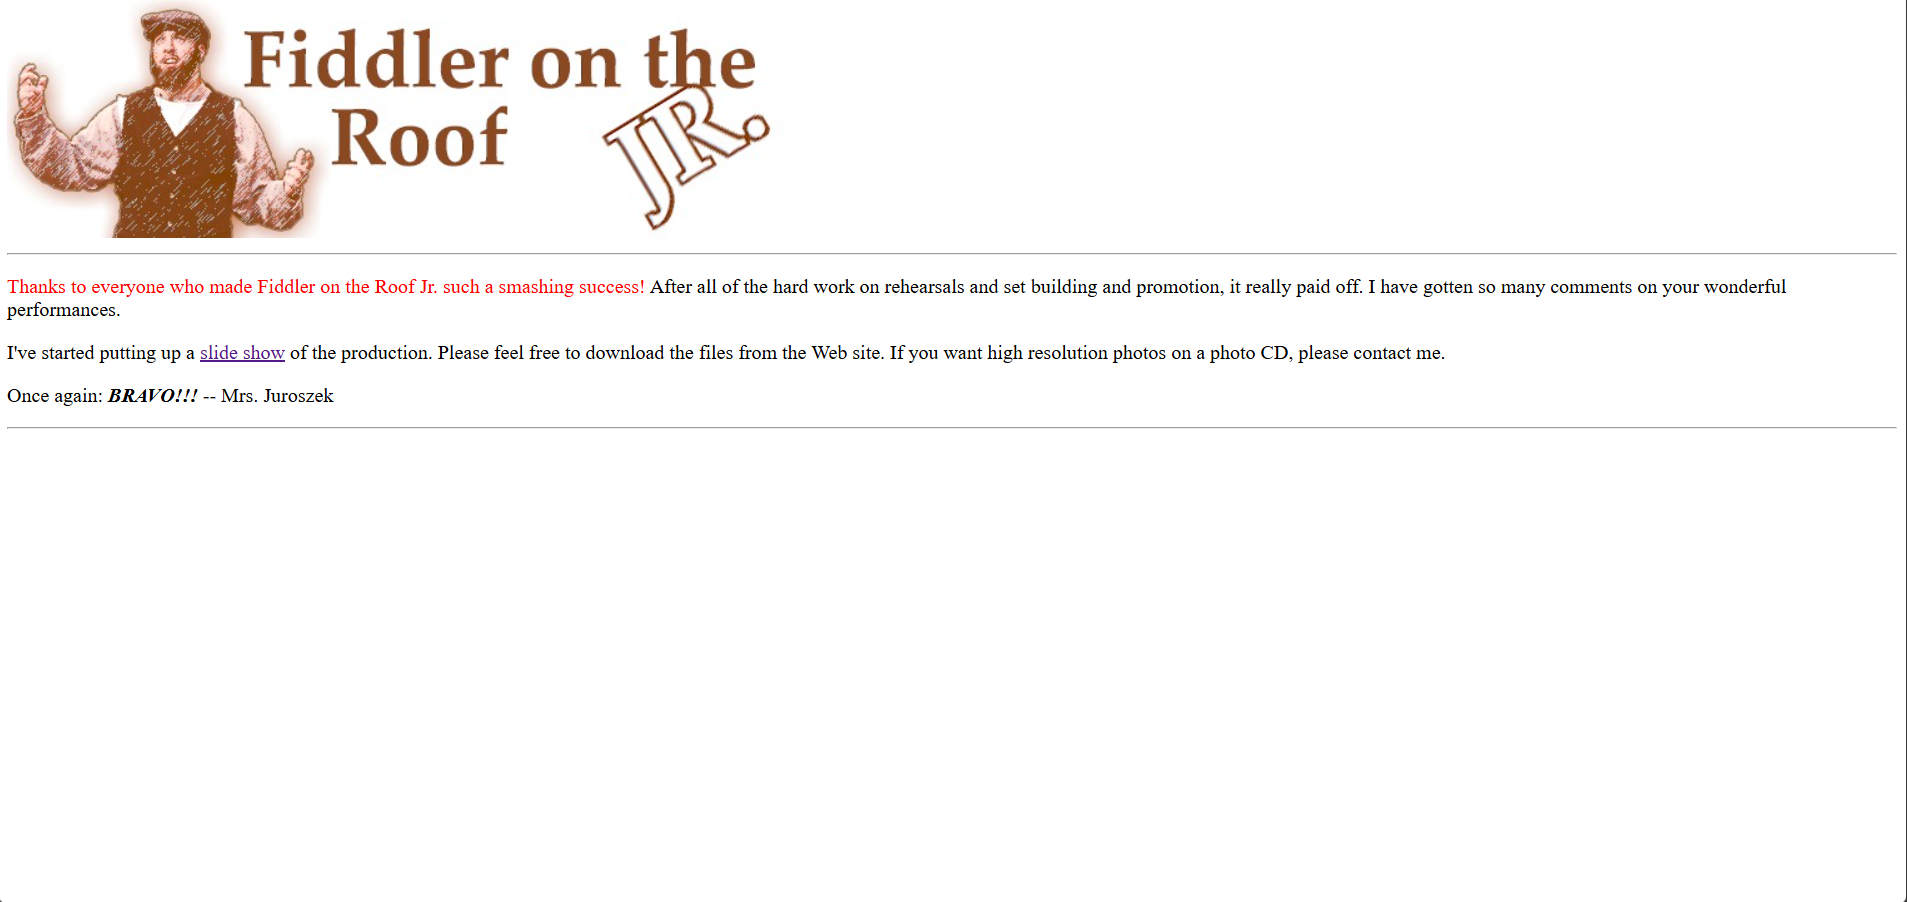 Fiddler on the
Roof
JR.
Thanks to everyone who made Fiddler on the Roof Jr. such a smashing success! After all of the hard work on rehearsals and set building and promotion, it really paid off. I have gotten so many comments on your wonderful
performances.
I've started putting up a slide show of the production. Please feel free to download the files from the Web site. If you want high resolution photos on a photo CD, please contact me.
Once again: BRAVO!!! -- Mrs. Juroszek